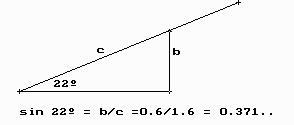 c
b
22º
sin 22º = b/c =0.6/1.6 = 0.371..